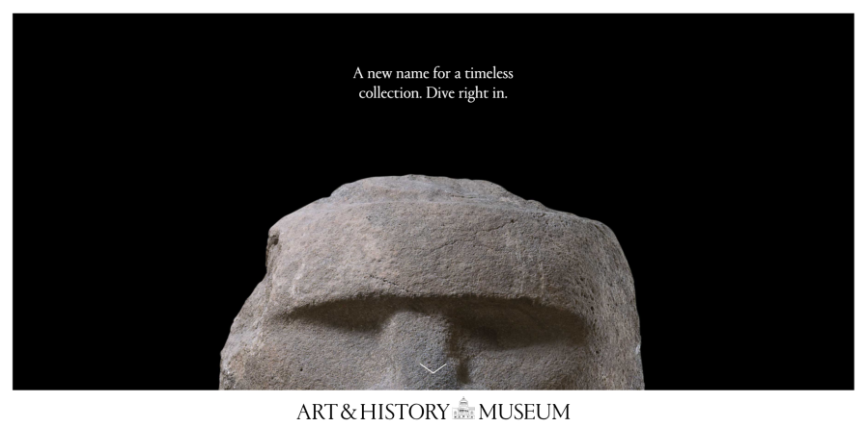 A new name for a timeless
collection. Dive right in.
ART & HISTORY MUSEUM